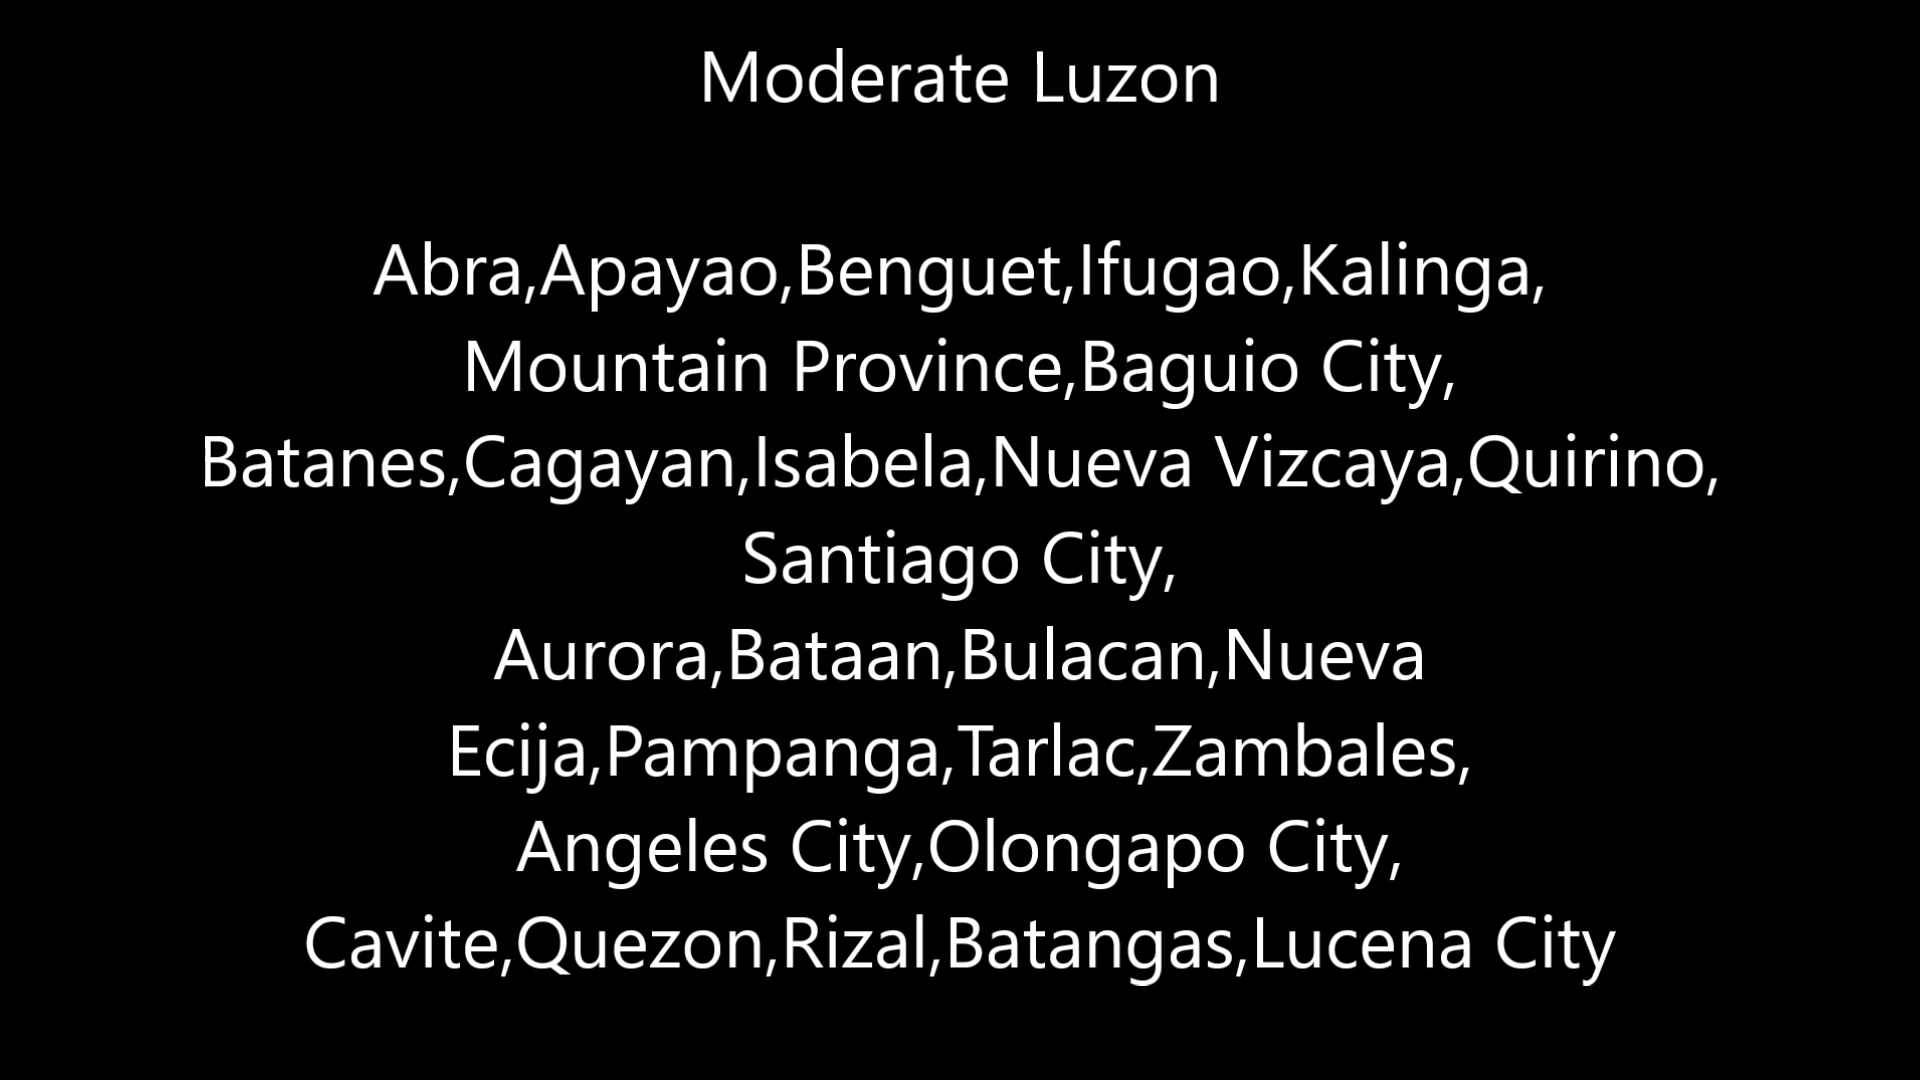 Moderate Luzon
Abra,Apayao,Benguet,Ifugao,Kalinga,
Mountain Province,Baguio City,
Batanes,Cagayan,Isabela,Nueva Vizcaya,Quirino,
Santiago City,
Aurora,Bataan,Bulacan,Nueva
Ecija,Pampanga,Tarlac,Zambales,
Angeles City,Olongapo City,
Cavite,Quezon,Rizal,Batangas,Lucena City